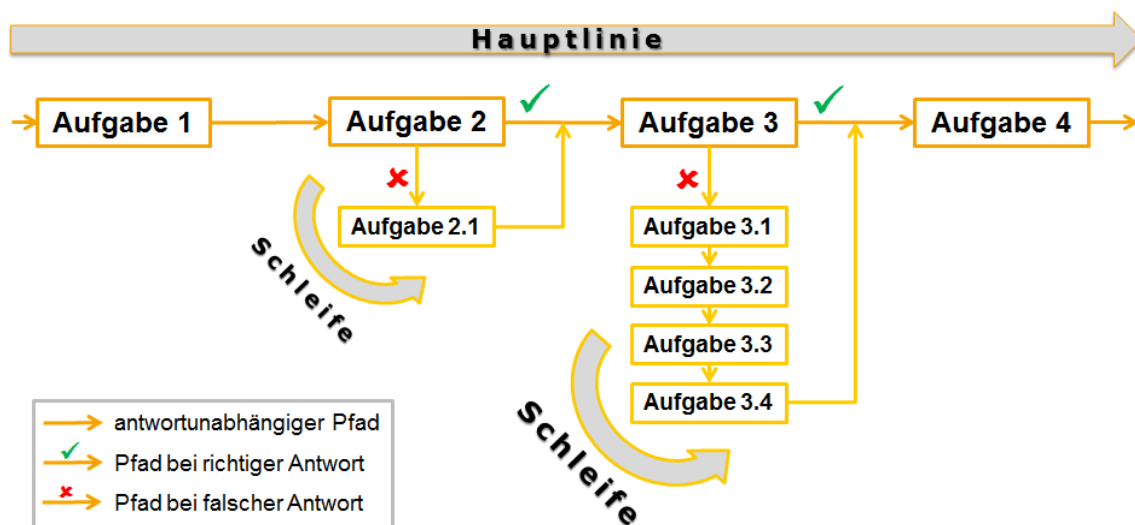 Hauptlinie
Aufgabe 1
Aufgabe 2
Aufgabe 3
Aufgabe 4
Aufgabe 2.1
Schleife
Aufgabe 3.1
Aufgabe 3.2
Aufgabe 3.3
Aufgabe 3.4
Schleife
antwortunabhängiger Pfad
Pfad bei richtiger Antwort
Pfad bei falscher Antwort